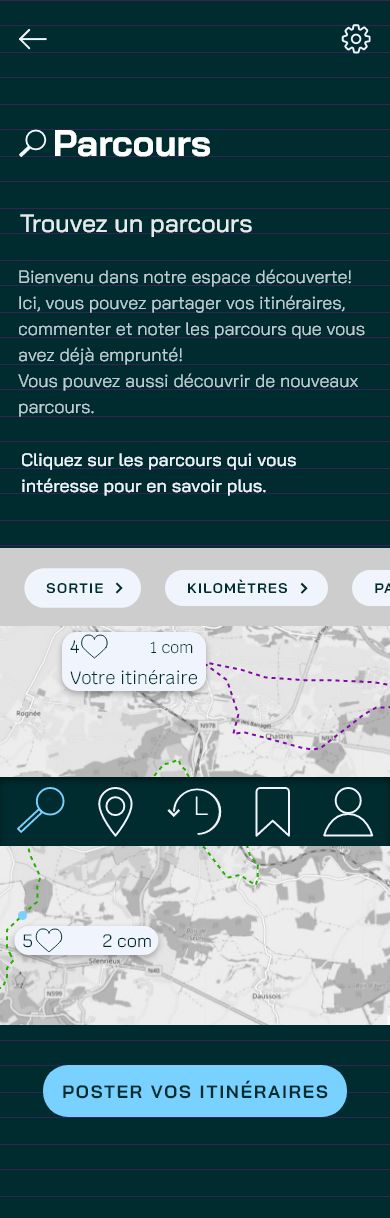 Parcours
Trouvez un parcours
Bienvenu dans notre espace découverte!
Ici, vous pouvez partager vos itinéraires,
commenter et noter les parcours que vous
avez déjà emprunté!
Vous pouvez aussi découvrir de nouveaux
parcours.
Cliquez sur les parcours qui vous
intéresse pour en savoir plus.
SORTIE > KILOMÈTRES > PA
4 1 com
Votre itinéraire
Rognée
N978
Chastrès
5 2 com
Silenrieux
N40
N599
Daussois
POSTER VOS ITINÉRAIRES